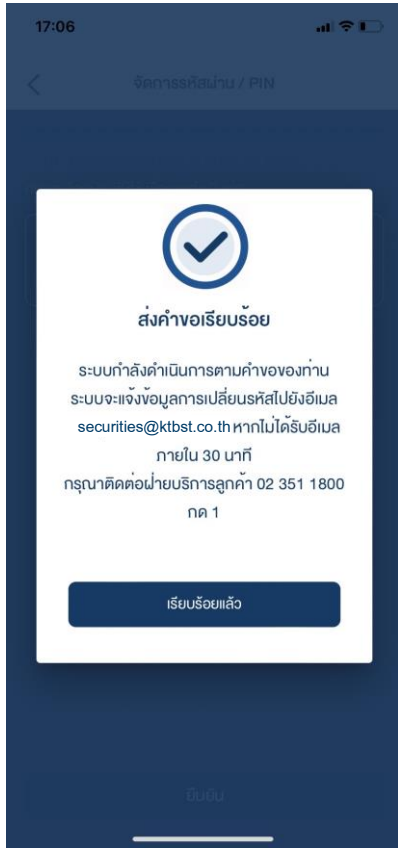 17:06
จัดการรหัสผ่าน / PIN
ส่งคำขอเรียบร้อย
ระบบกำลังดำเนินการตามคำขอของท่าน
ระบบจะแจ้งข้อมูลการเปลี่ยนรหัสไปยังอีเมล
securities@ktbst.co.th หากไม่ได้รับอีเมล
ภายใน 30 นาที
กรุณาติดต่อฝ่ายบริการลูกค้า 02 351 1800
กด 1
เรียบร้อยแล้ว
ยืนยัน